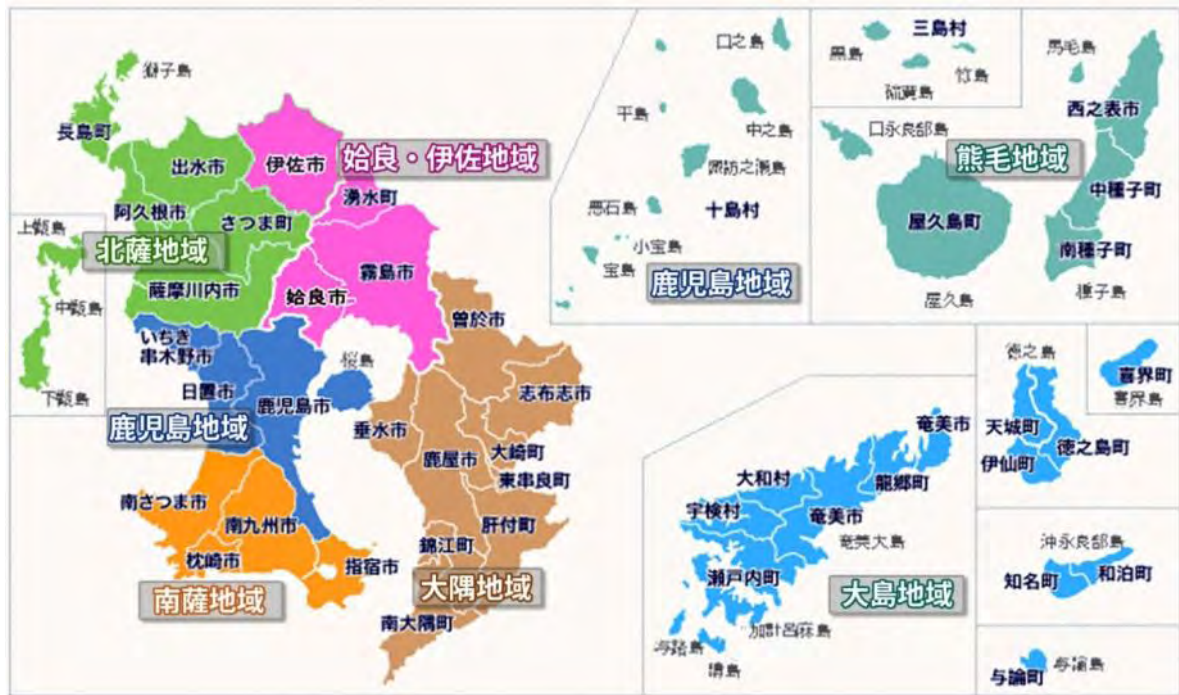 獅子島
長島町
出水市
伊佐市
姶良・伊佐地域
阿久根市
さつま町
湧水町
上甑島
北薩地域
霧島市
薩摩川内市
姶良市
中甑島
曽於市
いちき
串木野市
桜島
下甑島
日置市
鹿児島市
志布志市
鹿児島地域
垂水市
鹿屋市
大崎町
東串良町
南さつま市
南九州市
肝付町
錦江町
枕崎市
指宿市
南薩地域
大隅地域
南大隅町
口之島
平島
中之島
諏訪之瀬島
悪石島
十島村
小宝島
宝島
鹿児島地域
三島村
黒島
竹島
硫黄島
馬毛島
西之表市
口永良部島
熊毛地域
中種子町
屋久島町
南種子町
屋久島
種子島
徳之島
喜界町
喜界島
天城町
伊仙町
徳之島町
奄美市
大和村
龍郷町
宇検村
奄美市
奄美大島
瀬戸内町
大島地域
加計呂麻島
与路島
請島
沖永良部島
知名町
和泊町
与論町
与論島